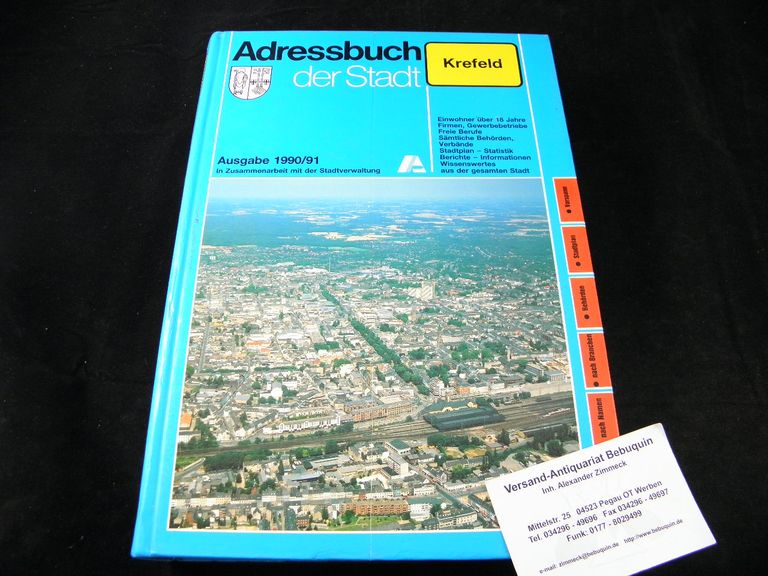 Adressbuch
der Stadt
Krefeld
Einwohner über 18 Jahre
Firmen, Gewerbebetriebe
Freie Berufe
Sämtliche Behörden,
Verbände
Stadtplan – Statistik
Berichte – Informationen
Wissenswertes
aus der gesamten Stadt
Ausgabe 1990/91
in Zusammenarbeit mit der Stadtverwaltung
Vorspann
Stadtplan
Behörden
nach Branchen
nach Namen
Versand-Antiquariat Bebuquin
Inh. Alexander Zimmeck
Mittelstr. 25 04523 Pegau OT Werben
Tel. 034296 - 49696 Fax 034296 - 49697
Funk: 0177 - 8029499
e-mail: zimmeck@bebuquin.de http://www.bebuquin.de